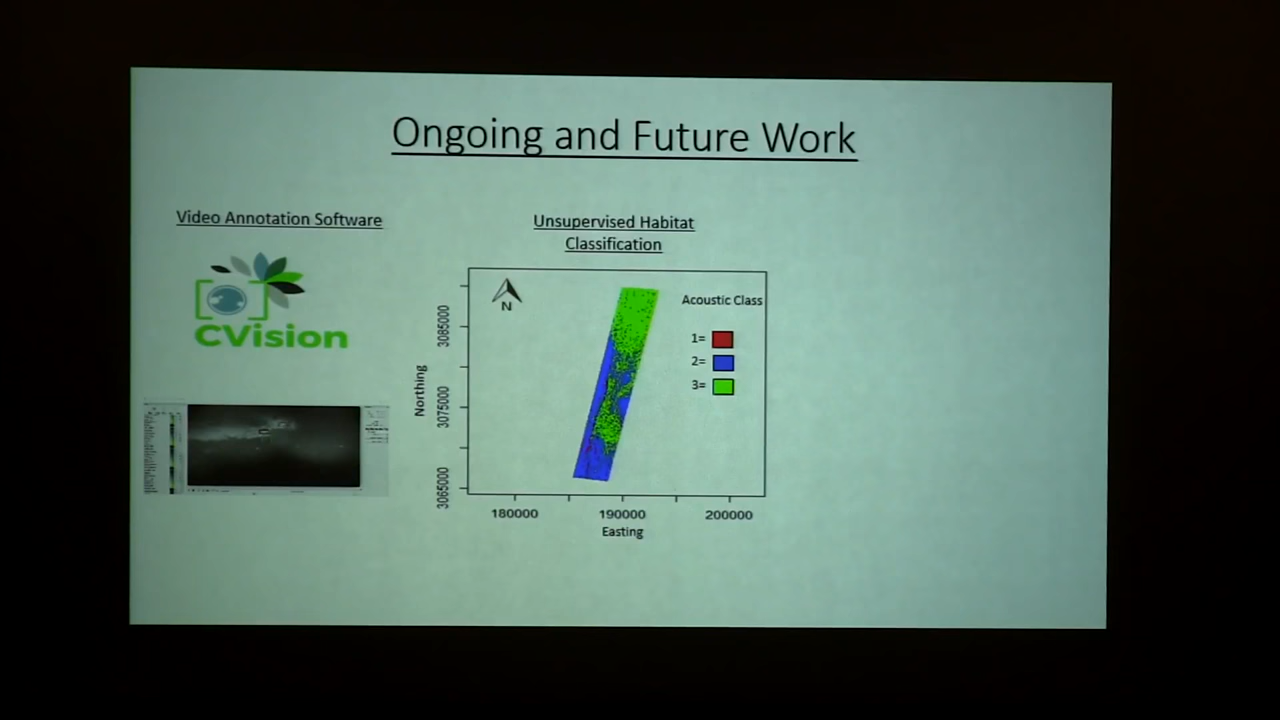 Ongoing and Future Work
Video Annotation Software
CVision
Unsupervised Habitat
Classification
N
Acoustic Class
1=
2=
3=
Northing
3085000
3075000
3065000
180000
190000
200000
Easting